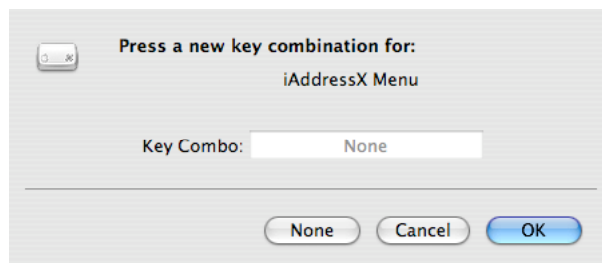 Press a new key combination for:
iAddressX Menu
Key Combo: None
None Cancel OK